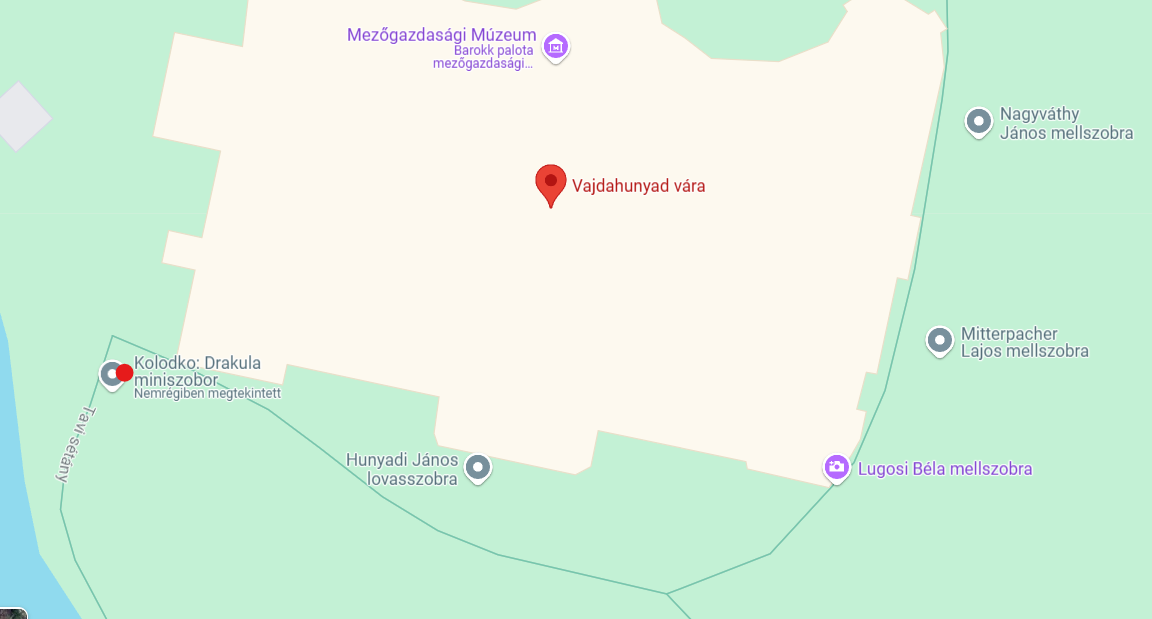 Mezőgazdasági Múzeum
Barokk palota
mezőgazdasági...
Nagyváthy
János mellszobra
Vajdahunyad vára
Mitterpacher
Lajos mellszobra
Kolodko: Drakula
miniszobor
Nemrégiben megtekintett
Tavi-sétány
Hunyadi János
lovasszobra
Lugosi Béla mellszobra